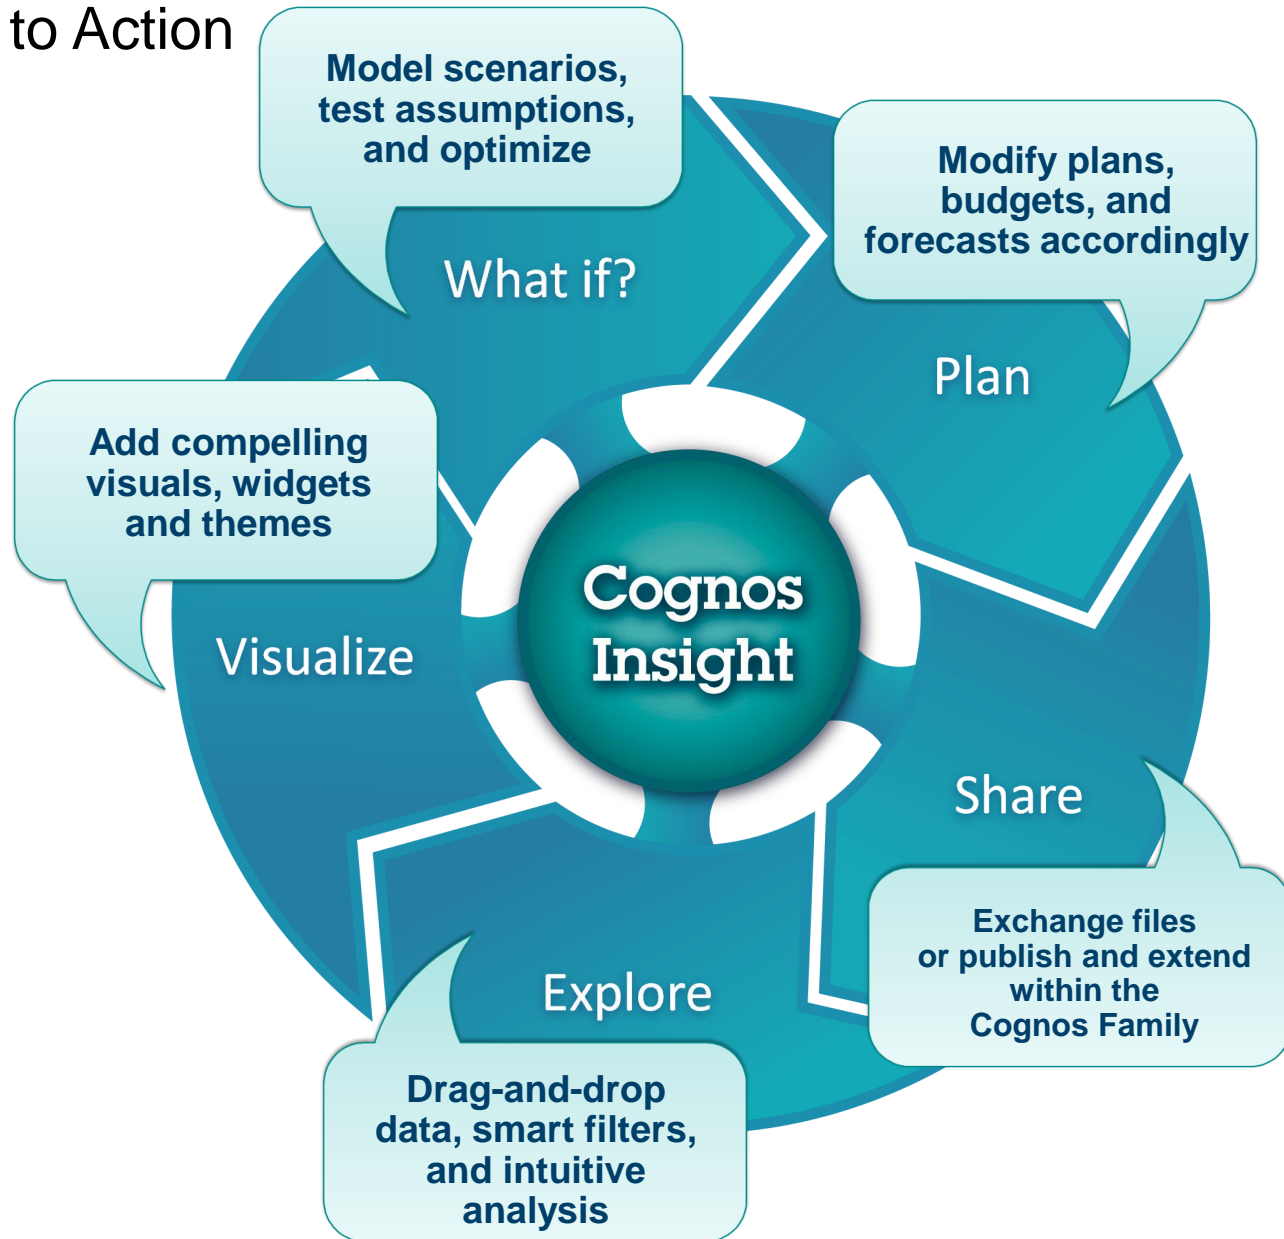 to Action
Model scenarios,
test assumptions,
and optimize
Modify plans,
budgets, and
forecasts accordingly
What if?
Plan
Add compelling
visuals, widgets
and themes
Cognos
Insight
Visualize
Share
Exchange files
or publish and extend
within the
Cognos Family
Explore
Drag-and-drop
data, smart filters,
and intuitive
analysis